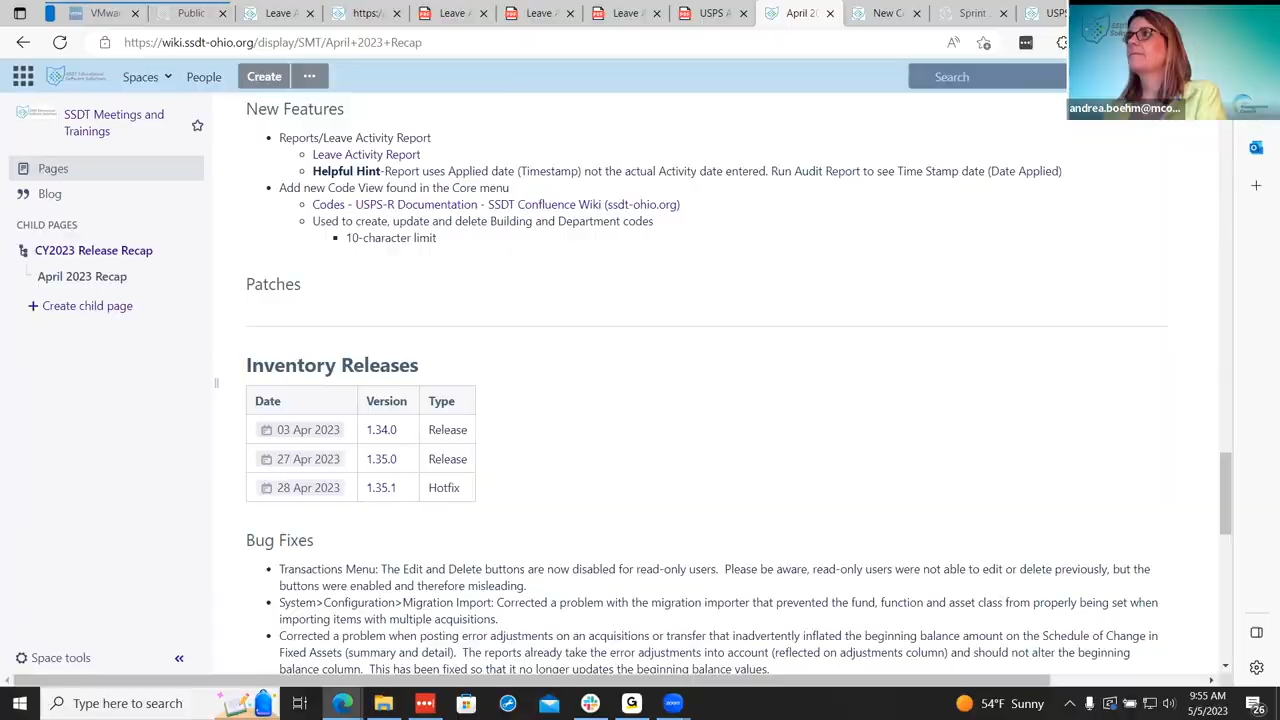 VMwar
Public
Leave A
https:/
Leave
Leave A
Leave
USPS A
April 20
New C
Sprint
USPS
https://wiki.ssdt-ohio.org/display/SMT/April+2023+Recap
Spaces People Create ••• Search
andrea.boehm@mco...
SSDT Meetings and
Trainings
Pages
Blog
CHILD PAGES
CY2023 Release Recap
April 2023 Recap
+ Create child page
Space tools
New Features
• Reports/Leave Activity Report
Leave Activity Report
Helpful Hint-Report uses Applied date (Timestamp) not the actual Activity date entered. Run Audit Report to see Time Stamp date (Date Applied)
• Add new Code View found in the Core menu
Codes - USPS-R Documentation - SSDT Confluence Wiki (ssdt-ohio.org)
Used to create, update and delete Building and Department codes
10-character limit
Patches
Inventory Releases
Date Version Type
03 Apr 2023 1.34.0 Release
27 Apr 2023 1.35.0 Release
28 Apr 2023 1.35.1 Hotfix
Bug Fixes
• Transactions Menu: The Edit and Delete buttons are now disabled for read-only users. Please be aware, read-only users were not able to edit or delete previously, but the
buttons were enabled and therefore misleading.
• System>Configuration>Migration Import: Corrected a problem with the migration importer that prevented the fund, function and asset class from properly being set when
importing items with multiple acquisitions.
• Corrected a problem when posting error adjustments on an acquisitions or transfer that inadvertently inflated the beginning balance amount on the Schedule of Change in
Fixed Assets (summary and detail). The reports already take the error adjustments into account (reflected on adjustments column) and should not alter the beginning
balance column. This has been fixed so that it no longer updates the beginning balance values.
Type here to search
54°F Sunny
9:55 AM
5/5/2023
26